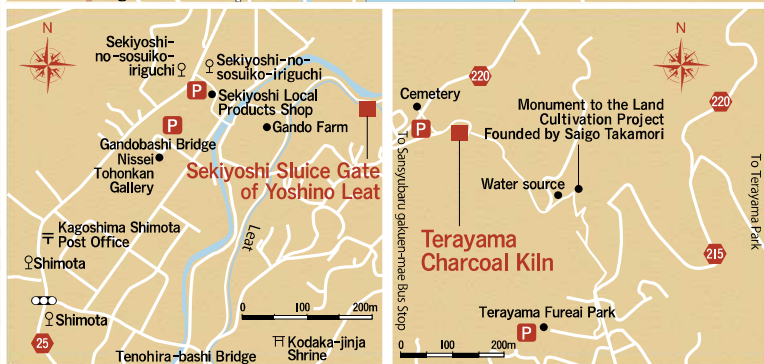 N
Sekiyoshi-
no-sosuiko-
iriguchi
Sekiyoshi-no-
sosuiko-iriguchi
P
Sekiyoshi Local
Products Shop
P
Gando Farm
Gandobashi Bridge
Nissei
Tohonkan
Gallery
Sekiyoshi Sluice Gate
of Yoshino Leat
Leat
Kagoshima Shimota
Post Office
Shimota
Shimota
25
0 100 200m
Kodaka-jinja
Shrine
Tenohira-bashi Bridge
N
220
Cemetery
P
220
Monument to the Land
Cultivation Project
Founded by Saigo Takamori
To Sansyubaru gakuen-mae Bus Stop
Water source
To Terayama Park
Terayama
Charcoal Kiln
215
Terayama Fureai Park
P
0 100 200m